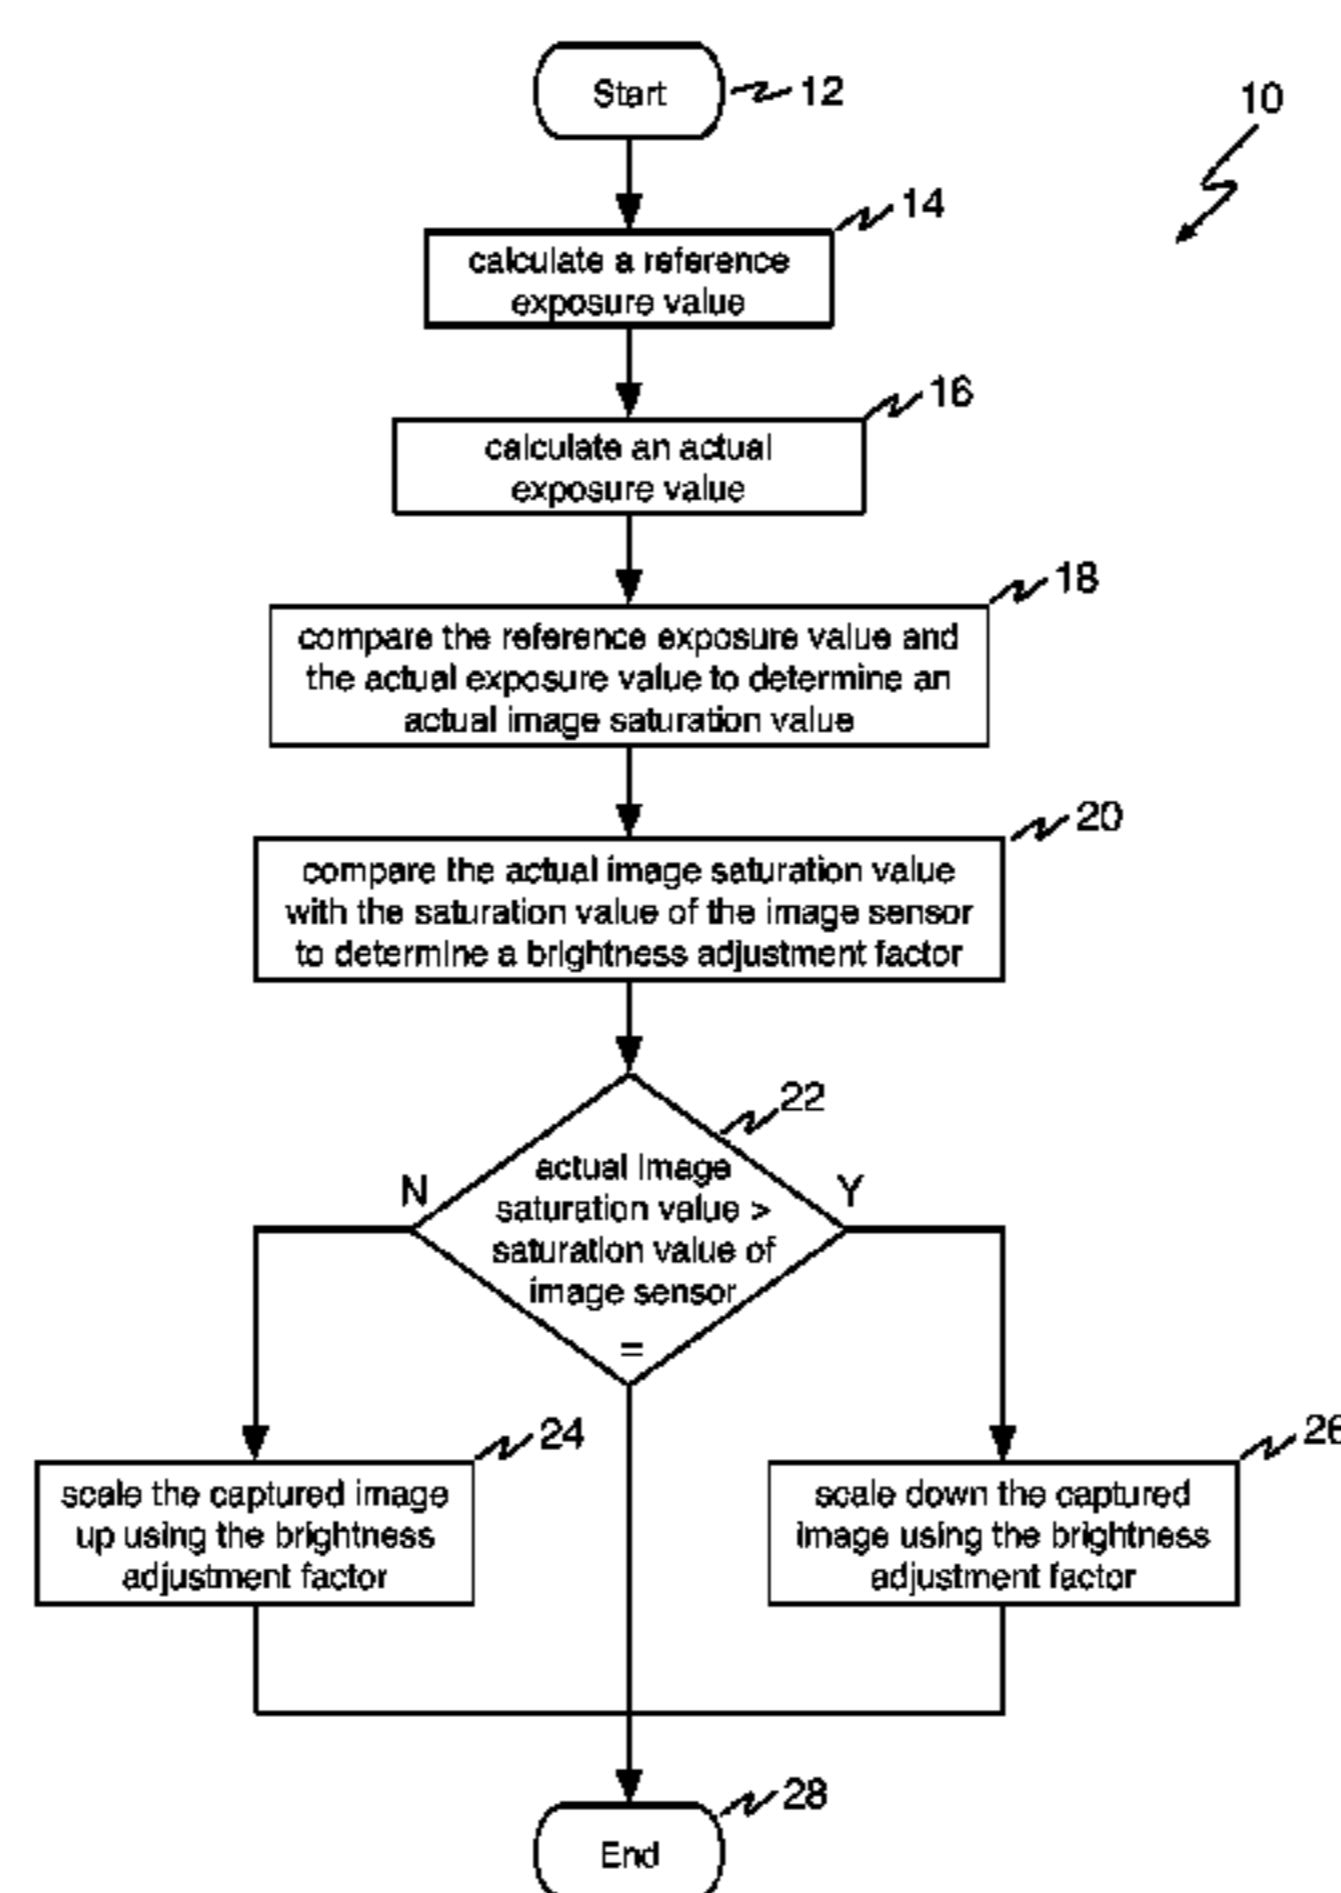 Start
12
10
14
calculate a reference
exposure value
16
calculate an actual
exposure value
18
compare the reference exposure value and
the actual exposure value to determine an
actual image saturation value
20
compare the actual image saturation value
with the saturation value of the image sensor
to determine a brightness adjustment factor
22
N
Y
actual image
saturation value >
saturation value of
image sensor
=
24
26
scale the captured image
up using the brightness
adjustment factor
scale down the captured
image using the brightness
adjustment factor
28
End